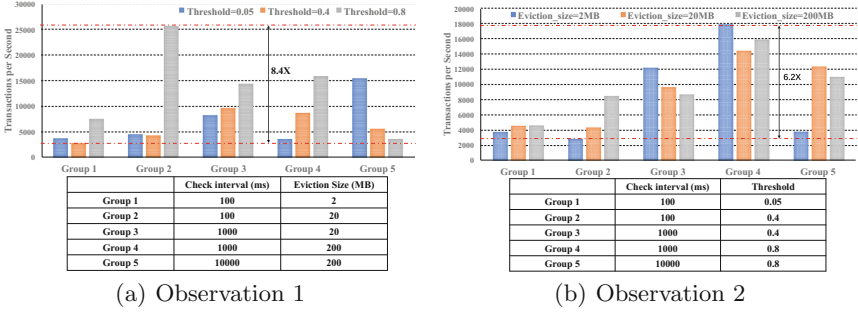 30000
25000
20000
15000
10000
5000
0
Transactions per Second
Threshold=0.05 Threshold=0.4 Threshold=0.8
8.4X
Group 1 Group 2 Group 3 Group 4 Group 5
Check interval (ms) Eviction Size (MB)
Group 1 100 2
Group 2 100 20
Group 3 1000 20
Group 4 1000 200
Group 5 10000 200
(a) Observation 1
18000
16000
14000
12000
10000
8000
6000
4000
2000
0
Transactions per Second
Eviction_size=2MB Eviction_size=20MB Eviction_size=200MB
6.2X
Group 1 Group 2 Group 3 Group 4 Group 5
Check interval (ms) Threshold
Group 1 100 0.05
Group 2 100 0.4
Group 3 1000 0.4
Group 4 1000 0.8
Group 5 10000 0.8
(b) Observation 2